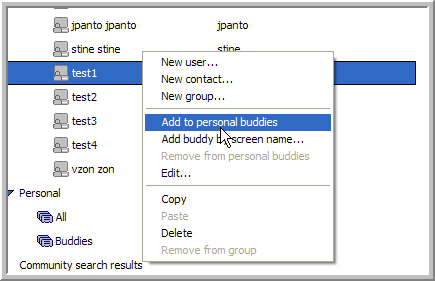 jpanto jpanto jpanto
stine stine stine
test1
test2
test3
test4
vzon zon
Personal
All
Buddies
Community search results
New user...
New contact...
New group...
Add to personal buddies
Add buddy screen name...
Remove from personal buddies
Edit...
Copy
Paste
Delete
Remove from group